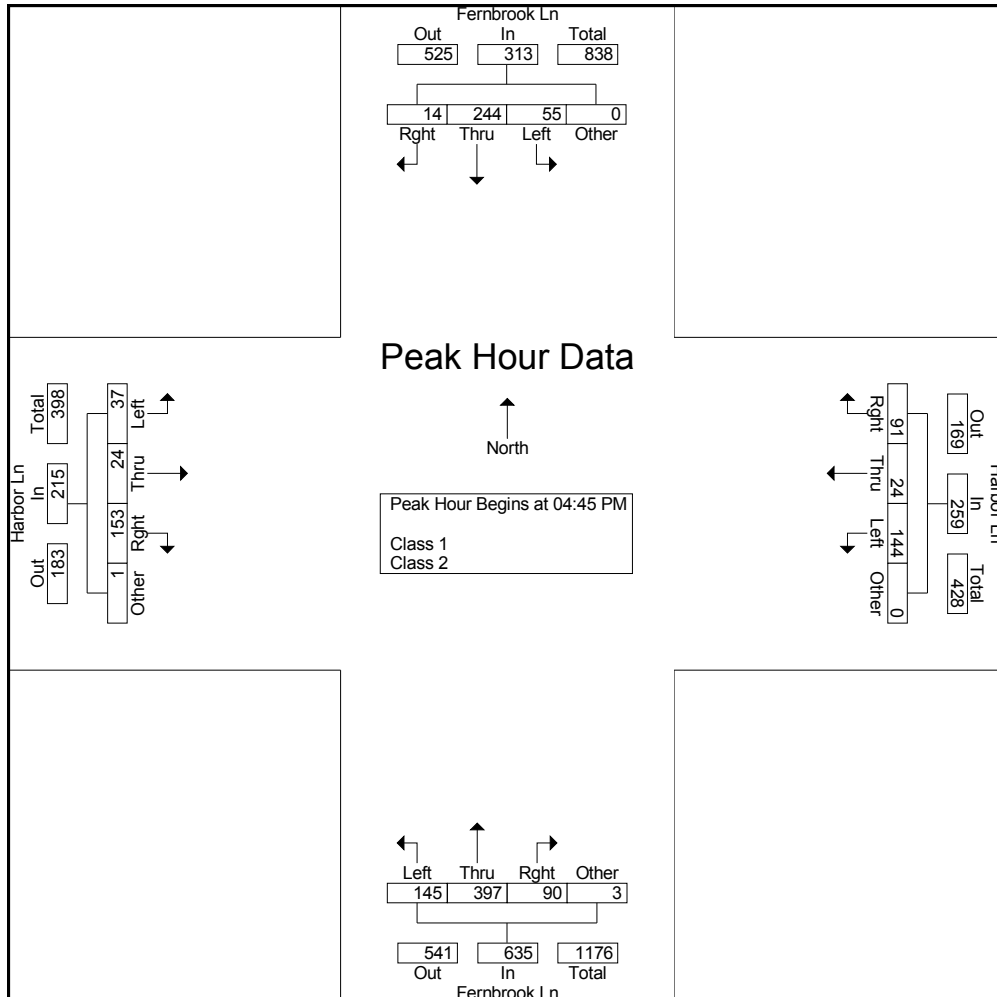 Fernbrook Ln
Out In Total
525 313 838
14 244 55 0
Rght Thru Left Other
Peak Hour Data
North
Peak Hour Begins at 04:45 PM
Class 1
Class 2
Harbor Ln
Total In Out
398 215 183
37 24 153 1
Left Thru Rght Other
Rght Thru Left Other
91 24 144 0
Out In Total
169 259 428
Harbor Ln
Left Thru Rght Other
145 397 90 3
541 635 1176
Out In Total
Fernbrook Ln